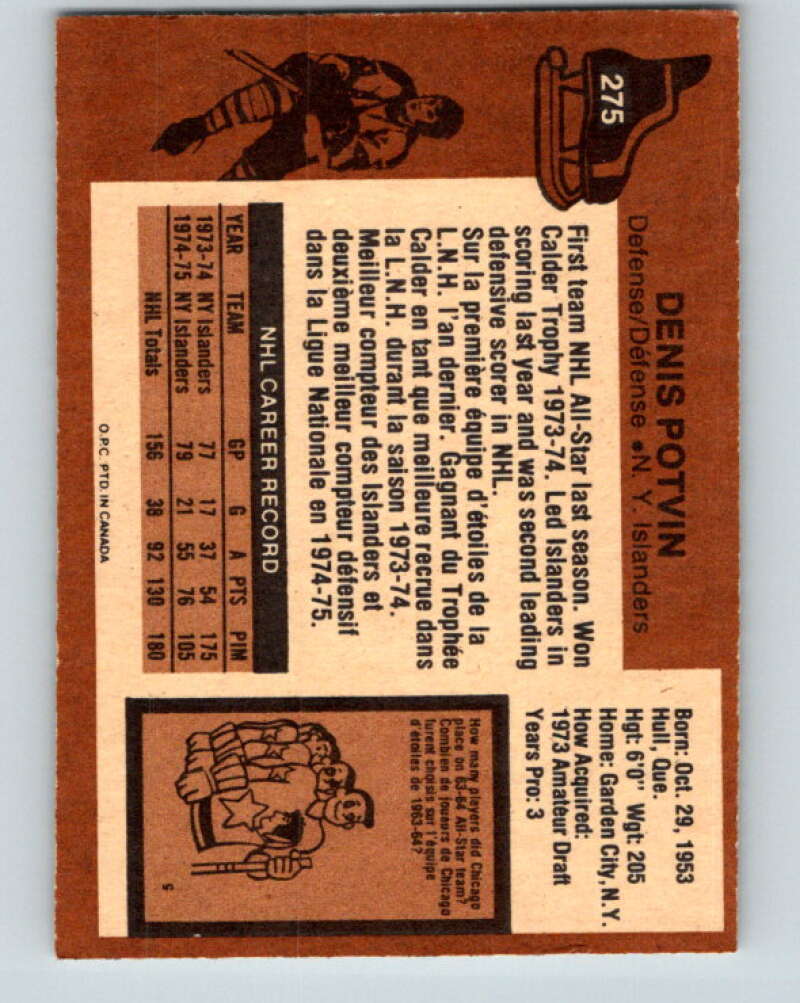 275
DENIS POTVIN
Defense/Défense • N. Y. Islanders
First team NHL All-Star last season. Won
Calder Trophy 1973-74. Led Islanders in
scoring last year and was second leading
defensive scorer in NHL.
Sur la première équipe d'étoiles de la
L.N.H. l'an dernier. Gagnant du Trophée
Calder en tant que meilleure recrue dans
la L.N.H. durant la saison 1973-74.
Meilleur compteur des Islanders et
deuxième meilleur compteur défensif
dans la Ligue Nationale en 1974-75.
NHL CAREER RECORD
YEAR TEAM GP G A PTS PIM
1973-74 NY Islanders 77 17 37 54 175
1974-75 NY Islanders 79 21 55 76 105
NHL Totals 156 38 92 130 180
O.P.C. PTD. IN CANADA
Born: Oct. 29, 1953
Hull, Que.
Hgt: 6'0" Wgt: 205
Home: Garden City, N.Y.
How Acquired:
1973 Amateur Draft
Years Pro: 3
How many players did Chicago
place on 63-64 All-Star team?
Combien de joueurs de Chicago
furent choisis sur l'équipe
d'étoiles de 1963-64?
5